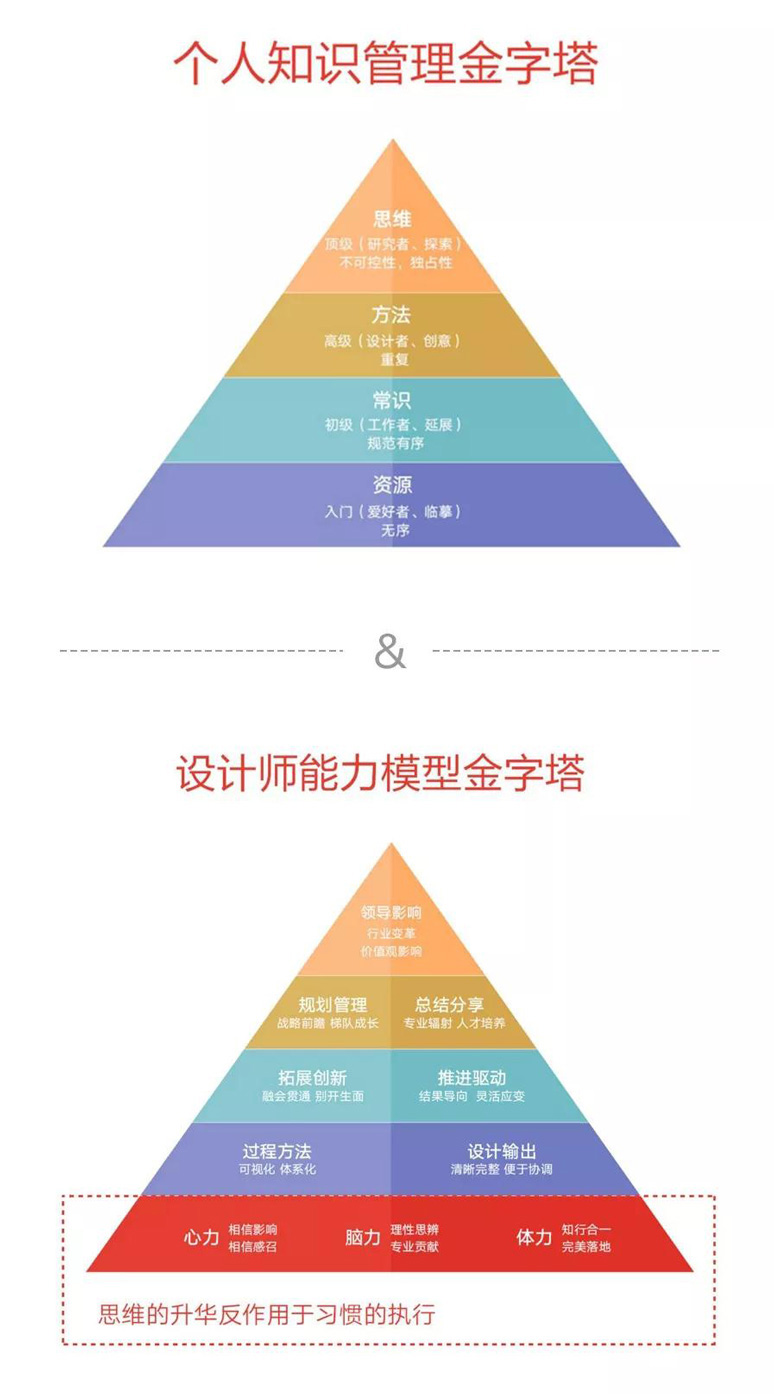 个人知识管理金字塔
思维
顶级（研究者、探索）
不可控性，独占性
方法
高级（设计者、创意）
重复
常识
初级（工作者、延展）
规范有序
资源
入门（爱好者、临摹）
无序
&
设计师能力模型金字塔
领导影响
行业变革
价值观影响
规划管理 总结分享
战略前瞻 梯队成长 专业辐射 人才培养
拓展创新 推进驱动
融会贯通 别开生面 结果导向 灵活应变
过程方法 设计输出
可视化 体系化 清晰完整 便于协调
心力 相信影响 脑力 理性思辨 体力 知行合一
相信感召 专业贡献 完美落地
思维的升华反作用于习惯的执行